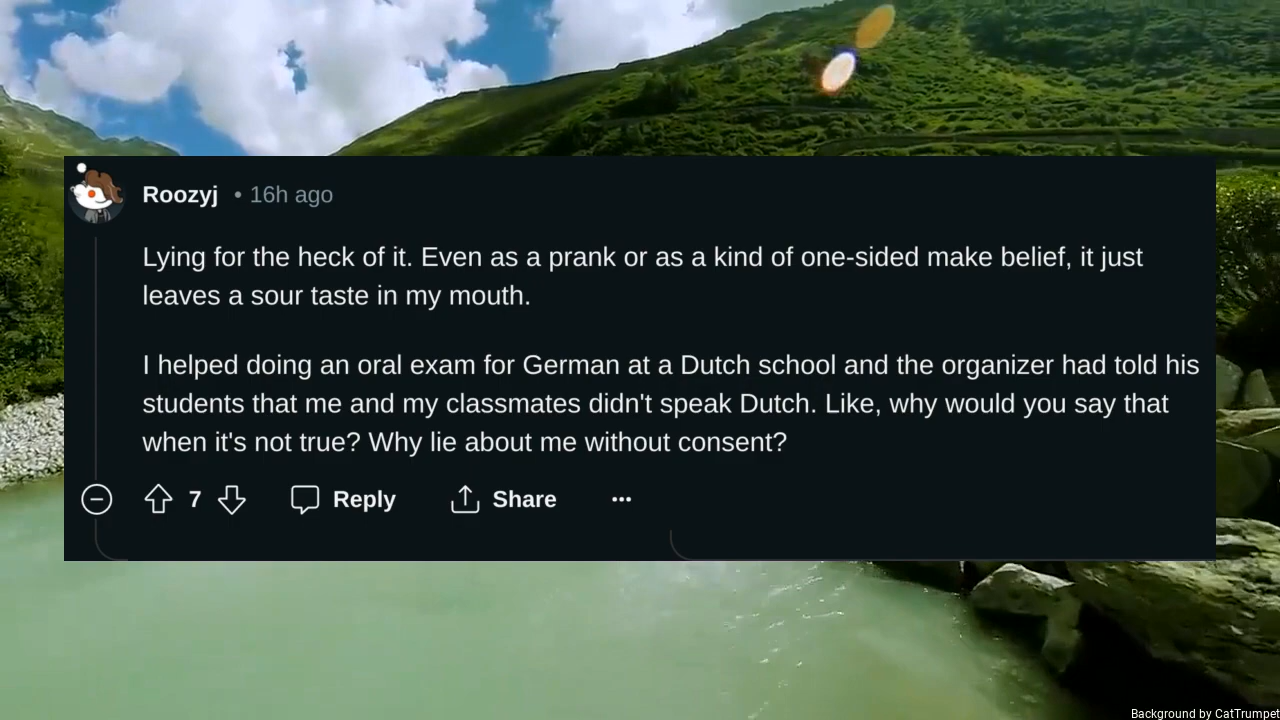 Roozyj • 16h ago
Lying for the heck of it. Even as a prank or as a kind of one-sided make belief, it just
leaves a sour taste in my mouth.
I helped doing an oral exam for German at a Dutch school and the organizer had told his
students that me and my classmates didn't speak Dutch. Like, why would you say that
when it's not true? Why lie about me without consent?
7 Reply Share ...
Background by CatTrumpet